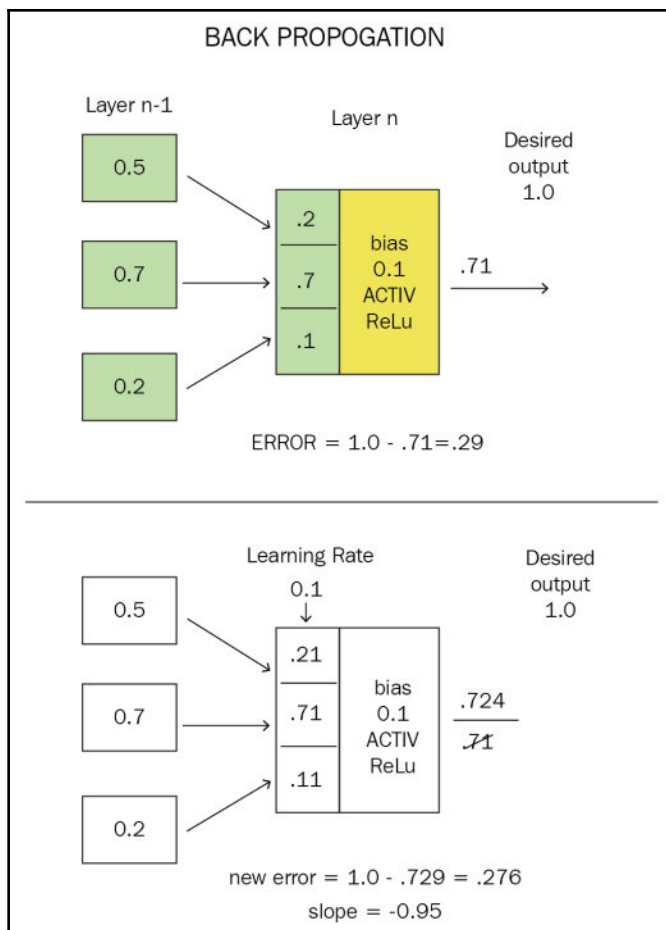 BACK PROPOGATION
Layer n-1
Layer n
Desired
output
1.0
0.5
0.7
0.2
.2
.7
.1
bias
0.1
ACTIV
ReLu
.71
ERROR = 1.0 - .71=.29
Learning Rate
0.1
Desired
output
1.0
0.5
0.7
0.2
.21
.71
.11
bias
0.1
ACTIV
ReLu
.724
.71
new error = 1.0 - .729 = .276
slope = -0.95